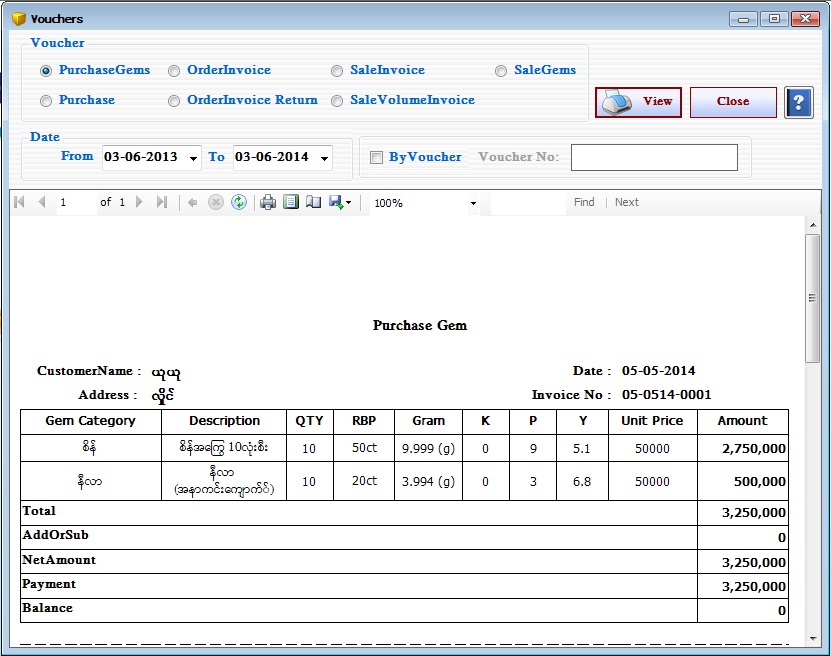 Vouchers
Voucher
PurchaseGems OrderInvoice SaleInvoice SaleGems
Purchase OrderInvoice Return SaleVolumeInvoice
View Close ?
Date
From 03-06-2013 To 03-06-2014 ByVoucher Voucher No:
1 of 1 100% Find | Next
Purchase Gem
CustomerName : ယုယု Date : 05-05-2014
Address : လှိုင် Invoice No : 05-0514-0001
Gem Category Description QTY RBP Gram K P Y Unit Price Amount
စိန် စိန်အကြွေ 10လုံးစီး 10 50ct 9.999 (g) 0 9 5.1 50000 2,750,000
နီလာ နီလာ 10 20ct 3.994 (g) 0 3 6.8 50000 500,000
(အနာကင်းကျောက်)
Total 3,250,000
AddOrSub 0
NetAmount 3,250,000
Payment 3,250,000
Balance 0